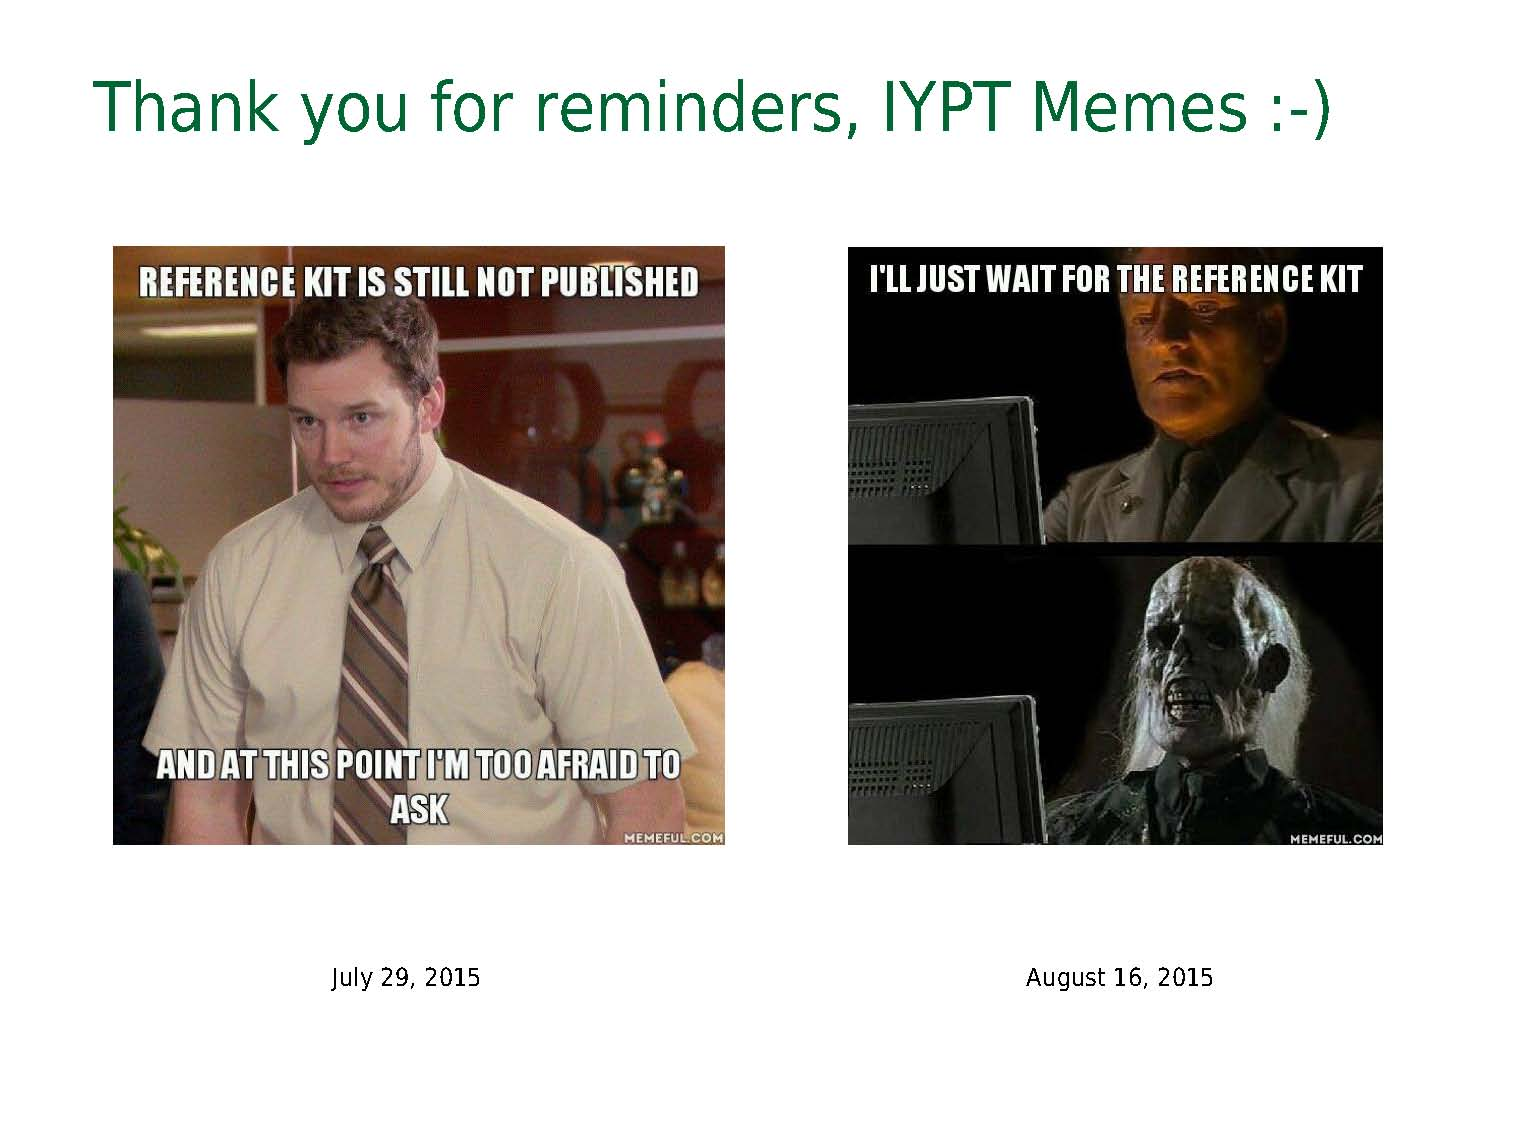 Thank you for reminders, IYPT Memes :-)
REFERENCE KIT IS STILL NOT PUBLISHED
AND AT THIS POINT I'M TOO AFRAID TO
ASK
MEMEFUL.COM
I'LL JUST WAIT FOR THE REFERENCE KIT
MEMEFUL.COM
July 29, 2015
August 16, 2015